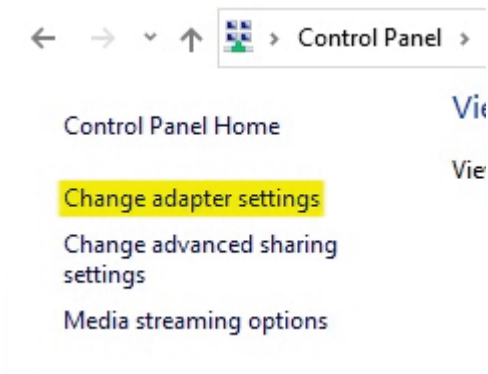 Control Panel
Control Panel Home
Change adapter settings
Change advanced sharing
settings
Media streaming options